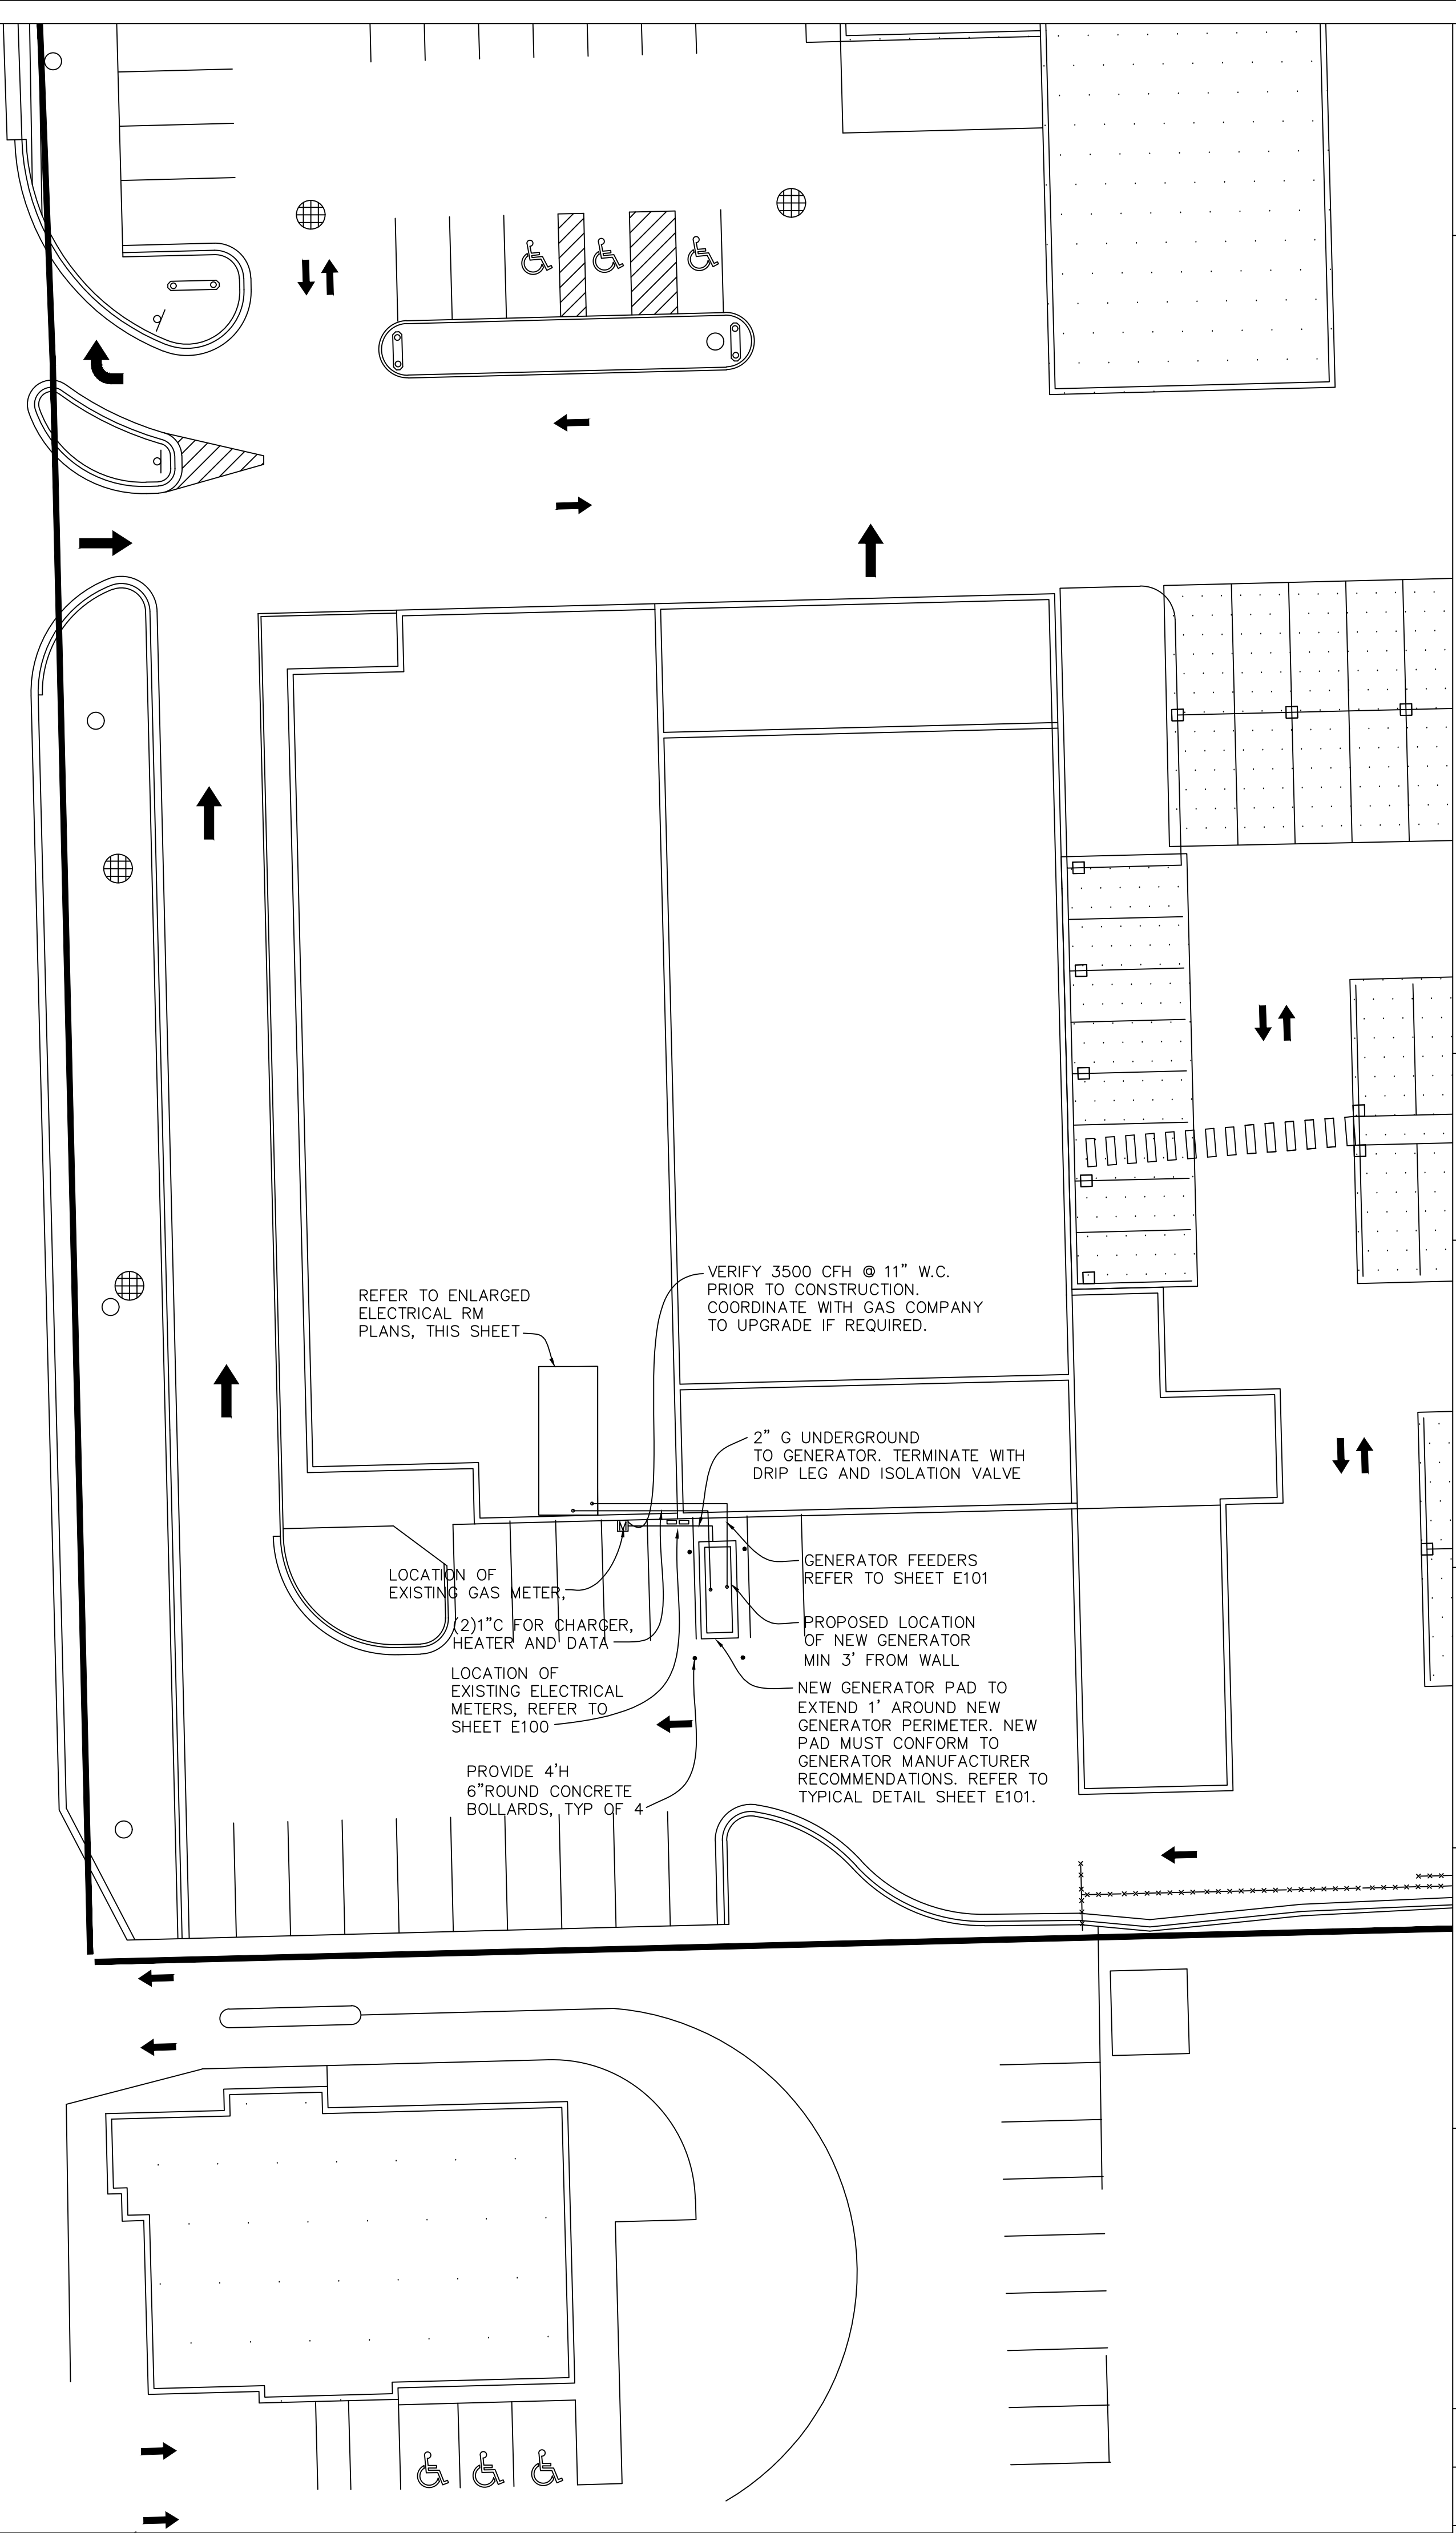 VERIFY 3500 CFH @ 11" W.C.
PRIOR TO CONSTRUCTION.
COORDINATE WITH GAS COMPANY
TO UPGRADE IF REQUIRED.
REFER TO ENLARGED
ELECTRICAL RM
PLANS, THIS SHEET
2" G UNDERGROUND
TO GENERATOR. TERMINATE WITH
DRIP LEG AND ISOLATION VALVE
M
LOCATION OF
EXISTING GAS METER,
GENERATOR FEEDERS
REFER TO SHEET E101
(2)1"C FOR CHARGER,
HEATER AND DATA
PROPOSED LOCATION
OF NEW GENERATOR
MIN 3' FROM WALL
LOCATION OF
EXISTING ELECTRICAL
METERS, REFER TO
SHEET E100
NEW GENERATOR PAD TO
EXTEND 1' AROUND NEW
GENERATOR PERIMETER. NEW
PAD MUST CONFORM TO
GENERATOR MANUFACTURER
RECOMMENDATIONS. REFER TO
TYPICAL DETAIL SHEET E101.
PROVIDE 4'H
6"ROUND CONCRETE
BOLLARDS, TYP OF 4